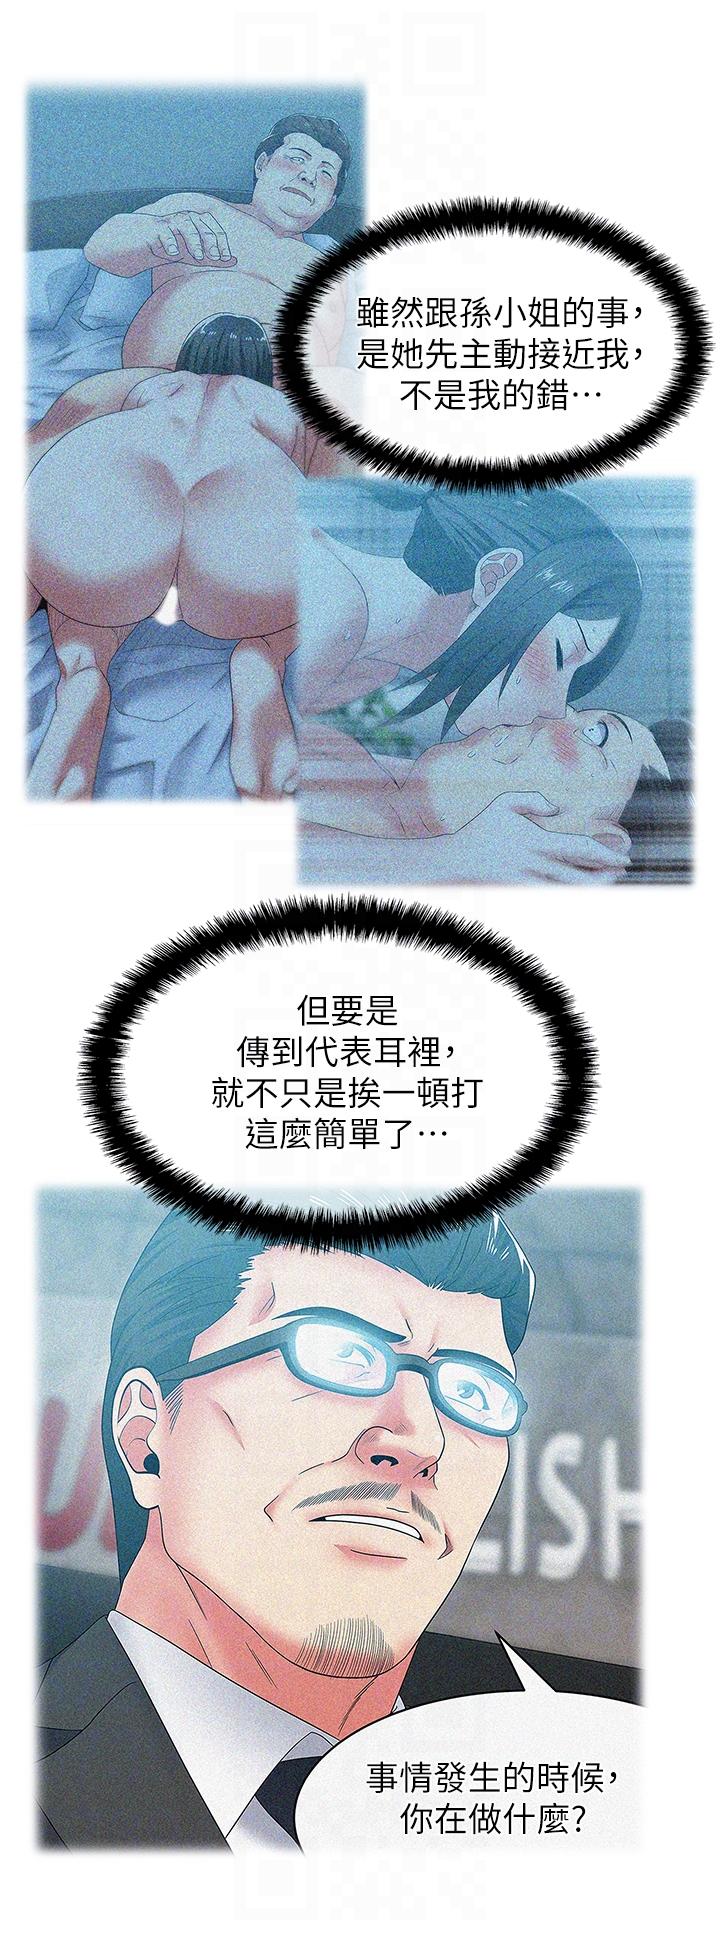 雖然跟孫小姐的事,
是她先主動接近我,
不是我的錯…
但要是
傳到代表耳裡,
就不只是挨一頓打
這麼簡單了…
LISH
事情發生的時候,
你在做什麼?